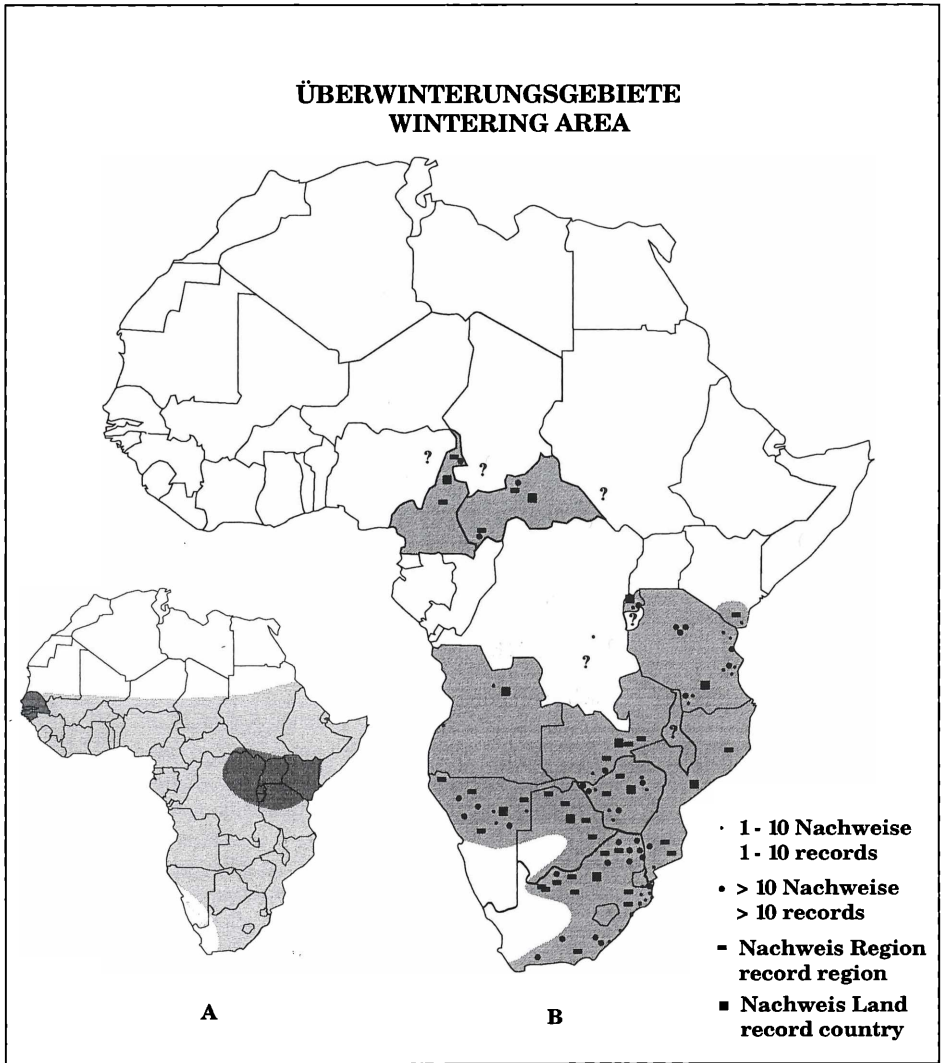 ÜBERWINTERUNGSGEBIETE
WINTERING AREA
?
?
?
?
?
?
A
B
· 1 - 10 Nachweise
1 - 10 records
• > 10 Nachweise
> 10 records
- Nachweis Region
record region
■ Nachweis Land
record country